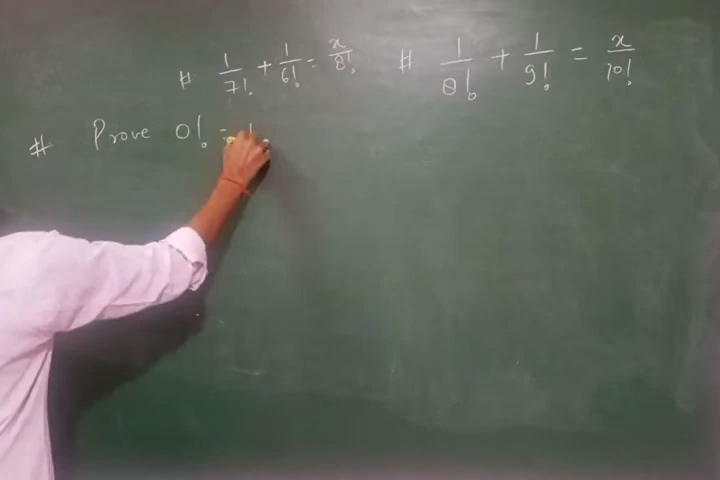 # 1/7! + 1/6! = x/8! # 1/8! + 1/9! = x/10!
# Prove 0! = 1